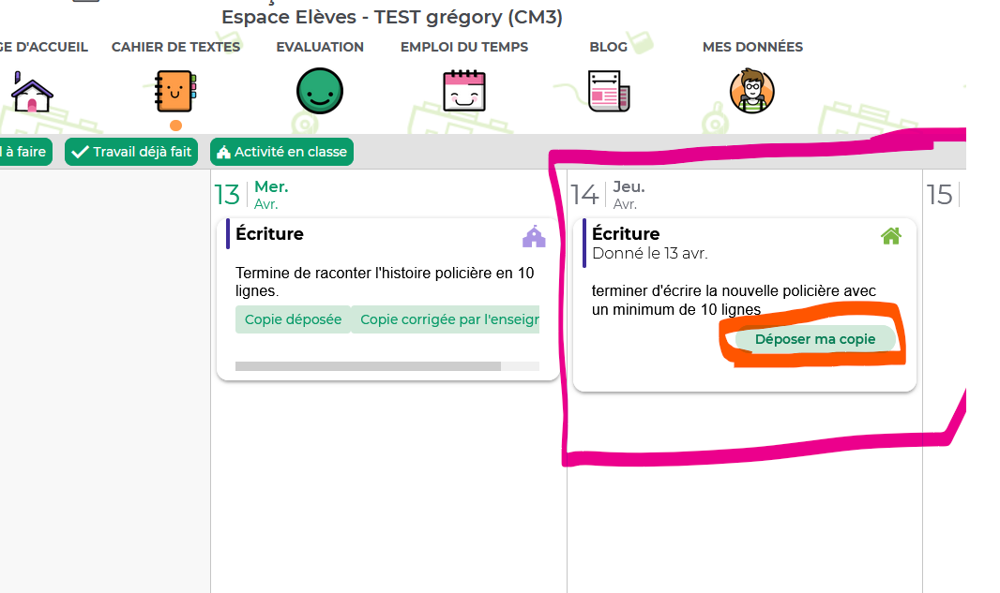 Espace Elèves - TEST grégory (CM3)
GE D'ACCUEIL CAHIER DE TEXTES EVALUATION EMPLOI DU TEMPS BLOG MES DONNÉES
à faire Travail déjà fait Activité en classe
13 Mer.
Avr.
Écriture
Termine de raconter l'histoire policière en 10
lignes.
Copie déposée Copie corrigée par l'enseigr
14 Jeu.
Avr.
Écriture
Donné le 13 avr.
terminer d'écrire la nouvelle policière avec
un minimum de 10 lignes
Déposer ma copie
15